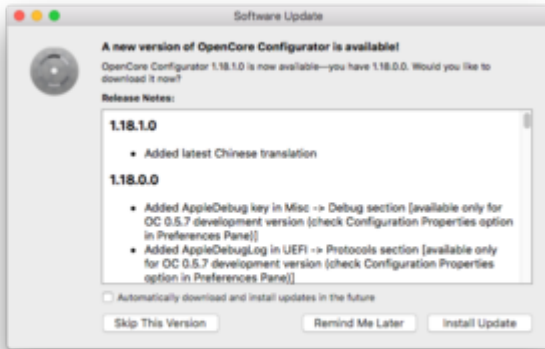 Software Update
A new version of OpenCore Configurator is available!
OpenCore Configurator 1.18.1.0 is now available—you have 1.18.0.0. Would you like to
download it now?
Release Notes:
1.18.1.0
• Added latest Chinese translation
1.18.0.0
• Added AppleDebug key in Misc -> Debug section [available only for
OC 0.5.7 development version (check Configuration Properties option
in Preferences Pane)]
• Added AppleDebugLog in UEFI -> Protocols section [available only
for OC 0.5.7 development version (check Configuration Properties
option in Preferences Pane)]
Automatically download and install updates in the future
Skip This Version
Remind Me Later
Install Update